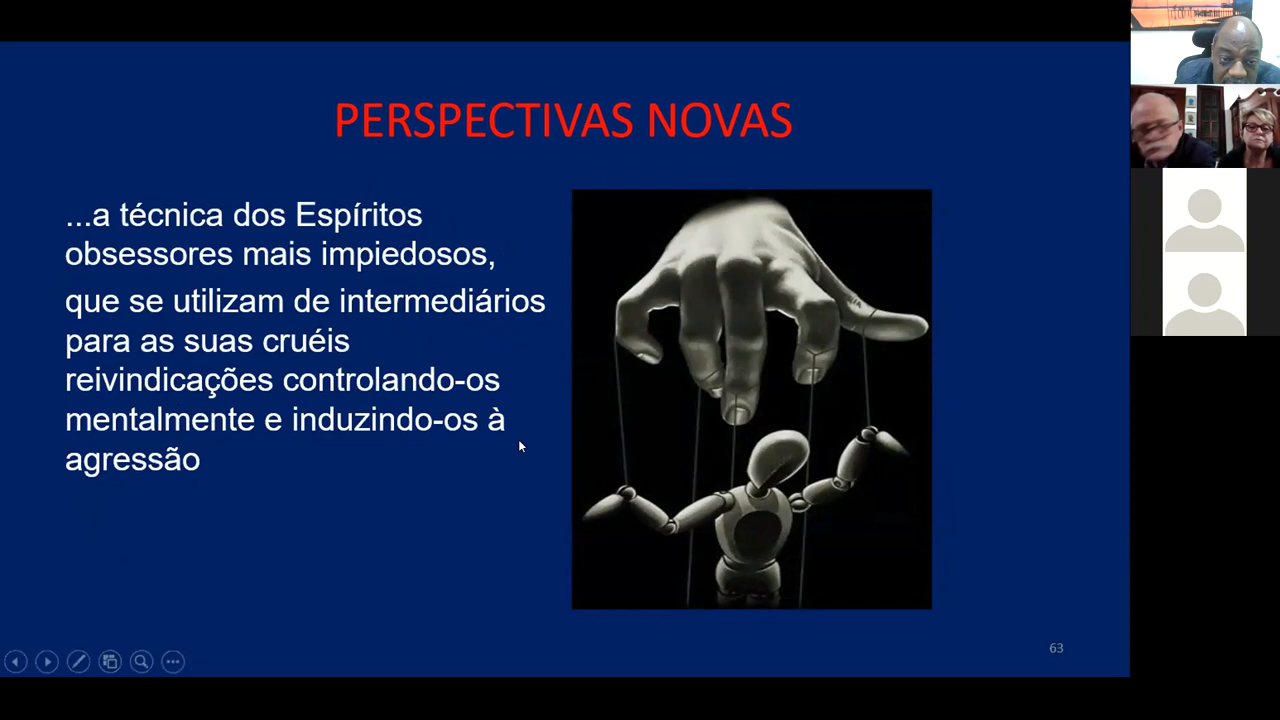 PERSPECTIVAS NOVAS
...a técnica dos Espíritos
obsessores mais impiedosos,
que se utilizam de intermediários
para as suas cruéis
reivindicações controlando-os
mentalmente e induzindo-os à
agressão
63